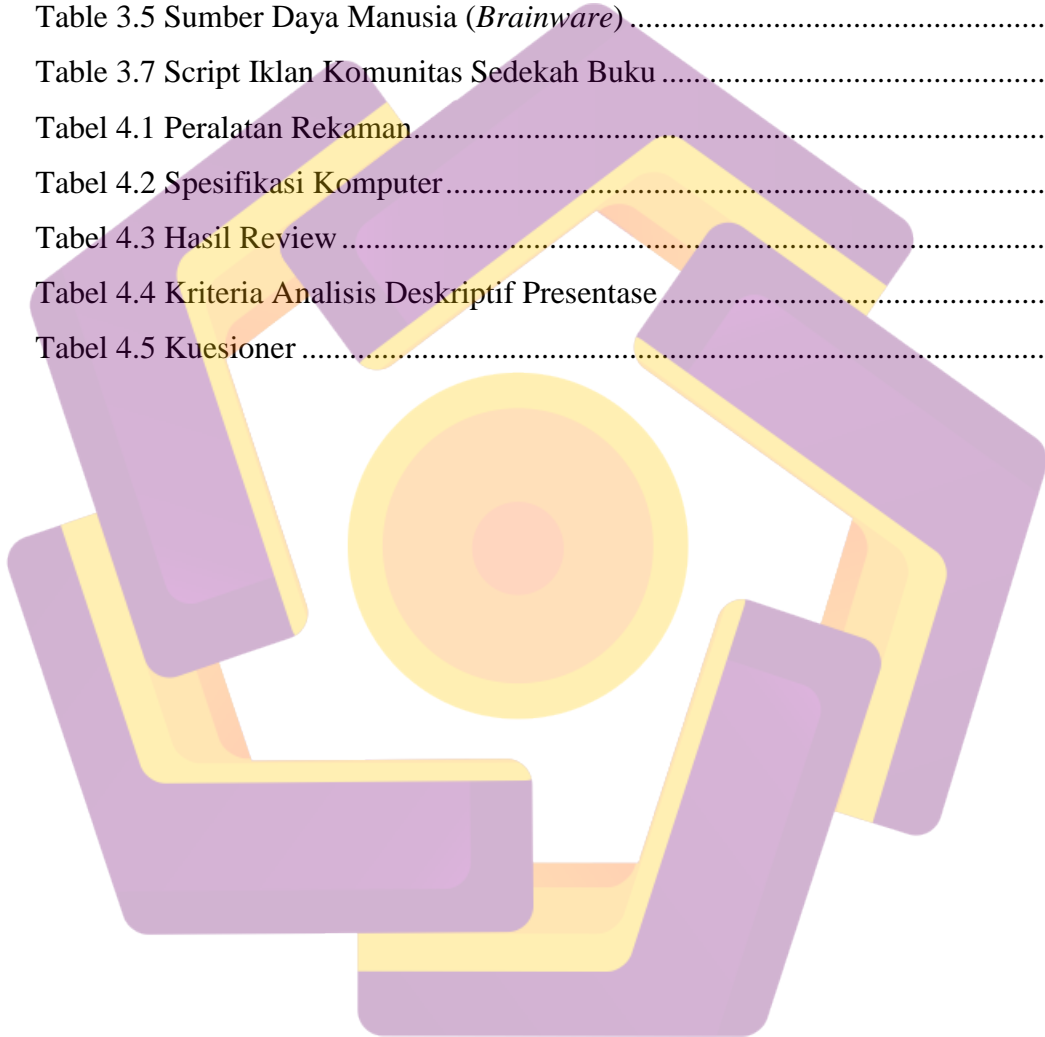 Table 3.5 Sumber Daya Manusia (Brainware) ....................................................
Table 3.7 Script Iklan Komunitas Sedekah Buku ................................................
Tabel 4.1 Peralatan Rekaman................................................................................
Tabel 4.2 Spesifikasi Komputer ...........................................................................
Tabel 4.3 Hasil Review ........................................................................................
Tabel 4.4 Kriteria Analisis Deskriptif Presentase ................................................
Tabel 4.5 Kuesioner .............................................................................................